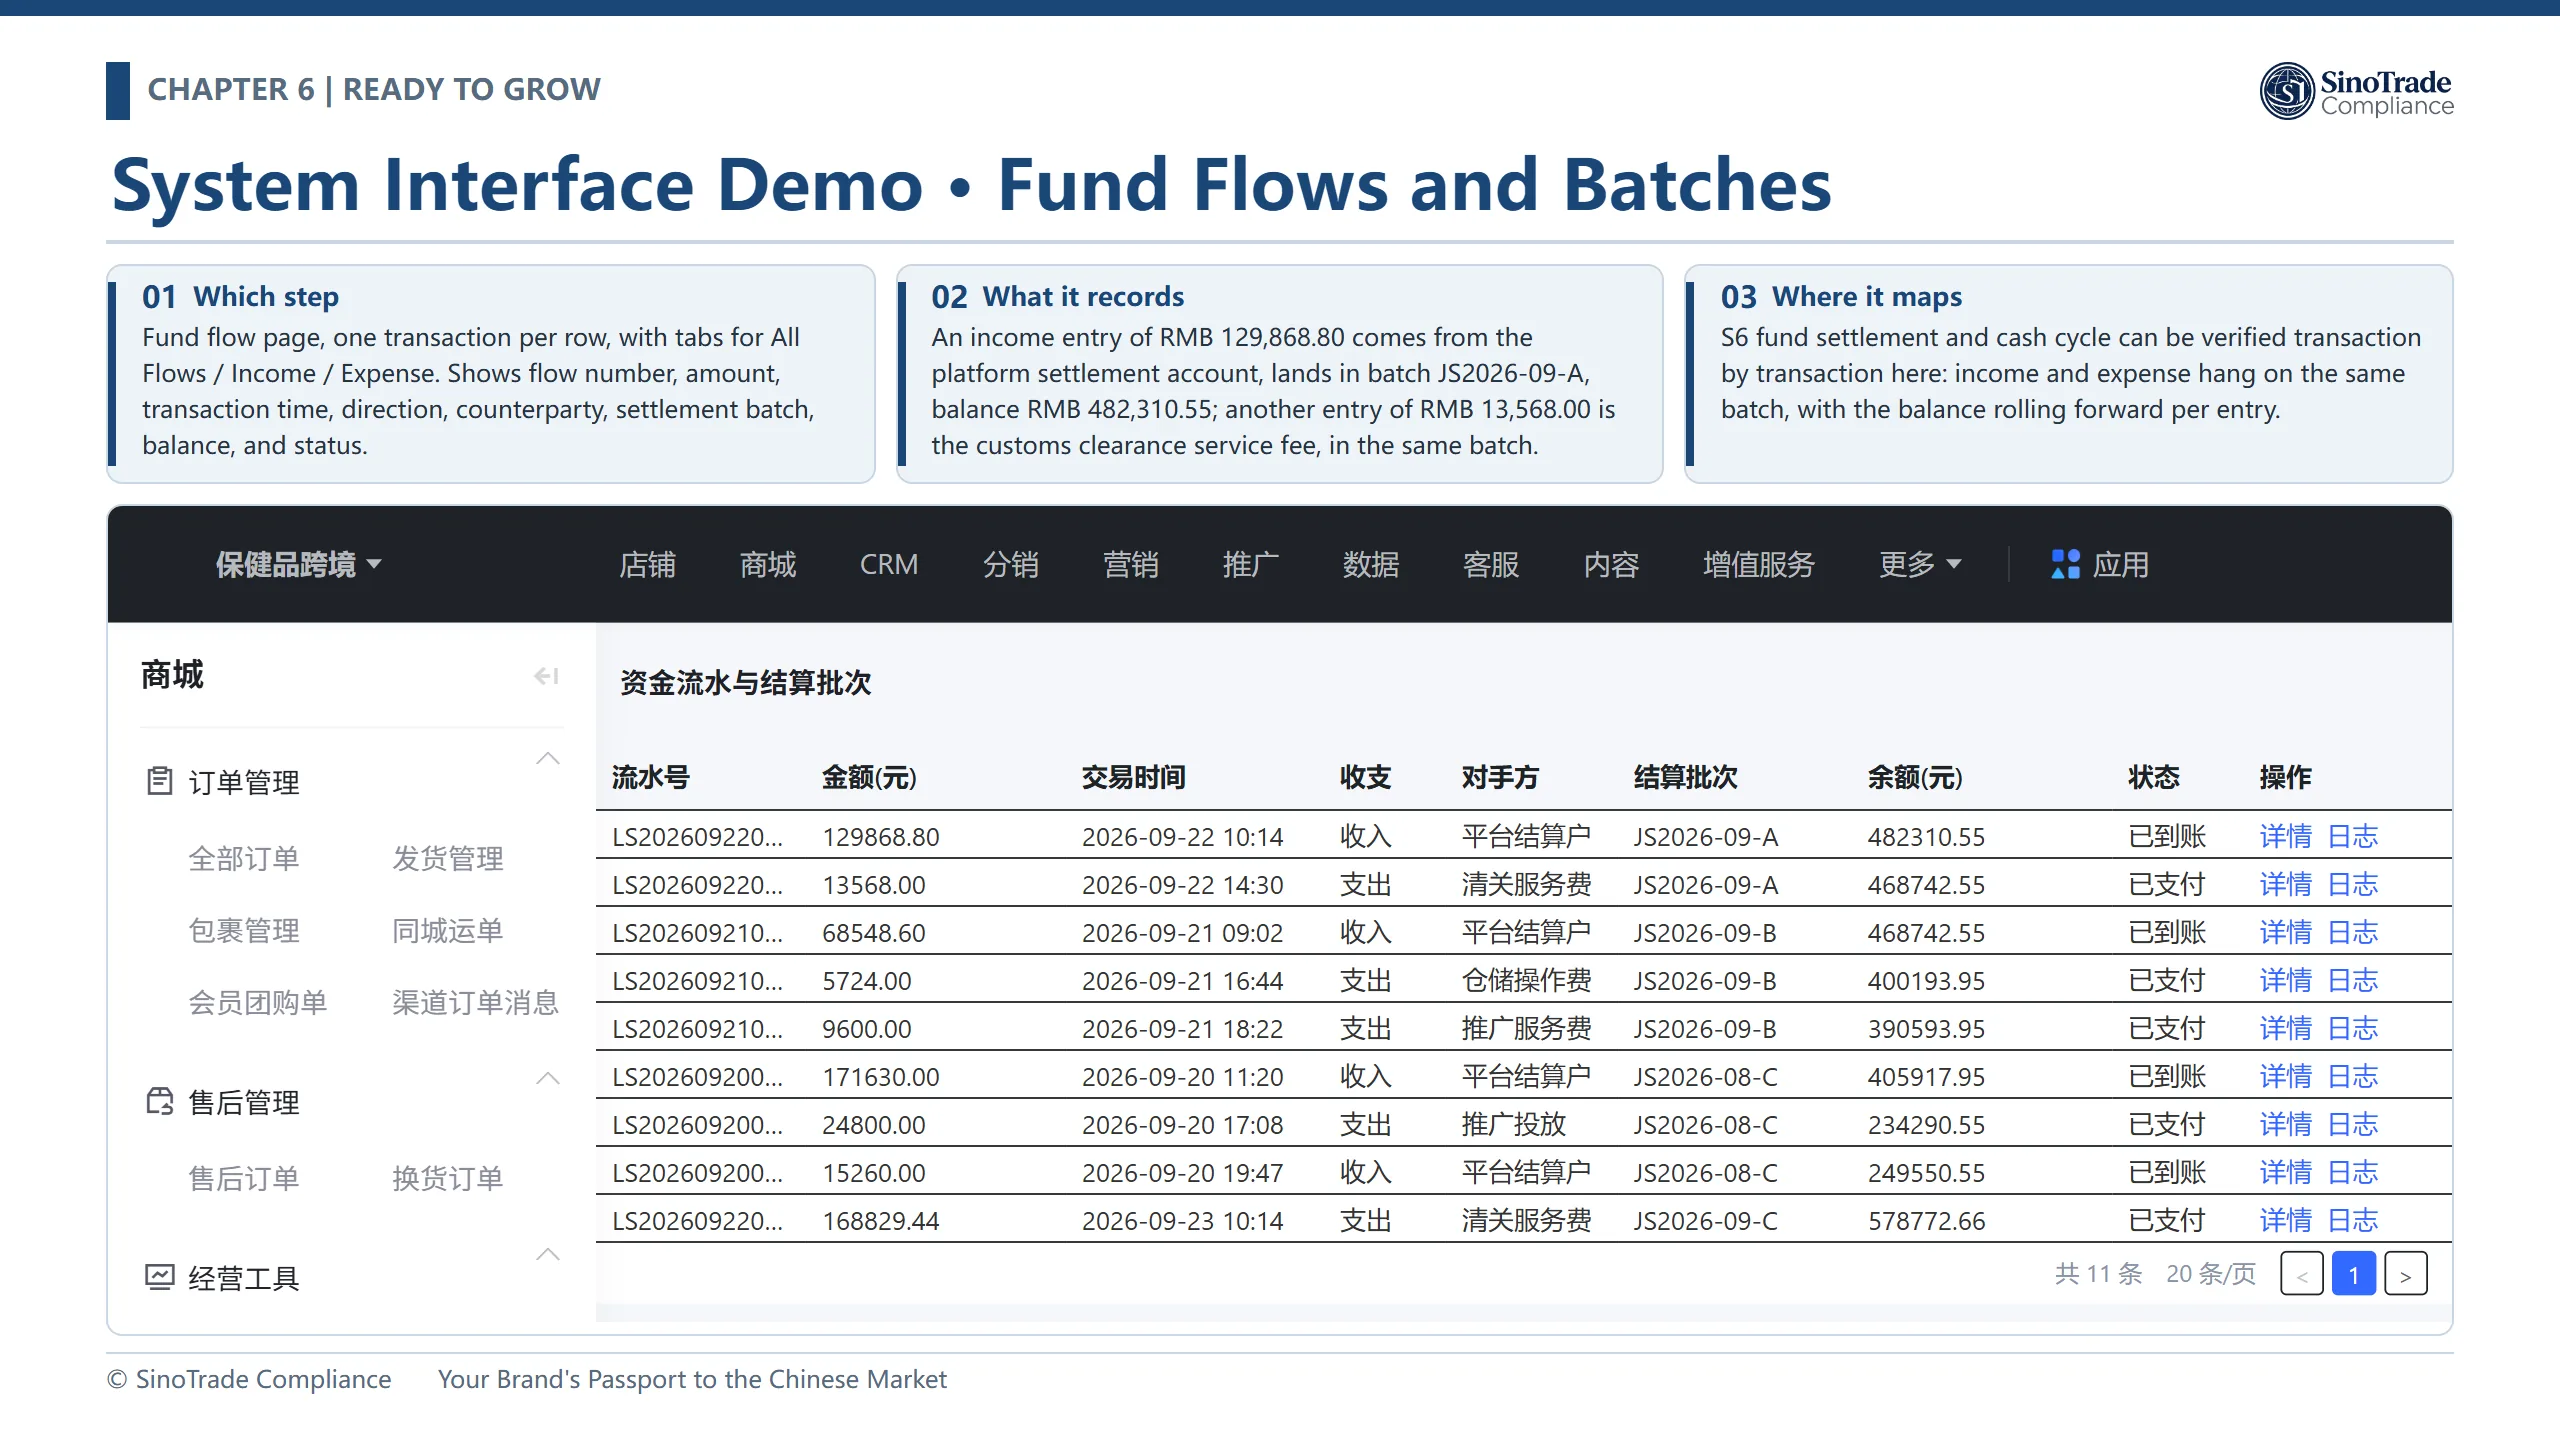 CHAPTER 6 | READY TO GROW
SinoTrade
Compliance
System Interface Demo • Fund Flows and Batches
01 Which step
Fund flow page, one transaction per row, with tabs for All
Flows / Income / Expense. Shows flow number, amount,
transaction time, direction, counterparty, settlement batch,
balance, and status.
02 What it records
An income entry of RMB 129,868.80 comes from the
platform settlement account, lands in batch JS2026-09-A,
balance RMB 482,310.55; another entry of RMB 13,568.00 is
the customs clearance service fee, in the same batch.
03 Where it maps
S6 fund settlement and cash cycle can be verified transaction
by transaction here: income and expense hang on the same
batch, with the balance rolling forward per entry.
保健品跨境 店铺 商城 CRM 分销 营销 推广 数据 客服 内容 增值服务 更多 应用
商城
订单管理
全部订单 发货管理
包裹管理 同城运单
会员团购单 渠道订单消息
售后管理
售后订单 换货订单
经营工具
资金流水与结算批次
流水号 金额(元) 交易时间 收支 对手方 结算批次 余额(元) 状态 操作
LS202609220... 129868.80 2026-09-22 10:14 收入 平台结算户 JS2026-09-A 482310.55 已到账 详情 日志
LS202609220... 13568.00 2026-09-22 14:30 支出 清关服务费 JS2026-09-A 468742.55 已支付 详情 日志
LS202609210... 68548.60 2026-09-21 09:02 收入 平台结算户 JS2026-09-B 468742.55 已到账 详情 日志
LS202609210... 5724.00 2026-09-21 16:44 支出 仓储操作费 JS2026-09-B 400193.95 已支付 详情 日志
LS202609210... 9600.00 2026-09-21 18:22 支出 推广服务费 JS2026-09-B 390593.95 已支付 详情 日志
LS202609200... 171630.00 2026-09-20 11:20 收入 平台结算户 JS2026-08-C 405917.95 已到账 详情 日志
LS202609200... 24800.00 2026-09-20 17:08 支出 推广投放 JS2026-08-C 234290.55 已支付 详情 日志
LS202609200... 15260.00 2026-09-20 19:47 收入 平台结算户 JS2026-08-C 249550.55 已到账 详情 日志
LS202609220... 168829.44 2026-09-23 10:14 支出 清关服务费 JS2026-09-C 578772.66 已支付 详情 日志
共 11 条 20 条/页 < 1 >
© SinoTrade Compliance Your Brand's Passport to the Chinese Market